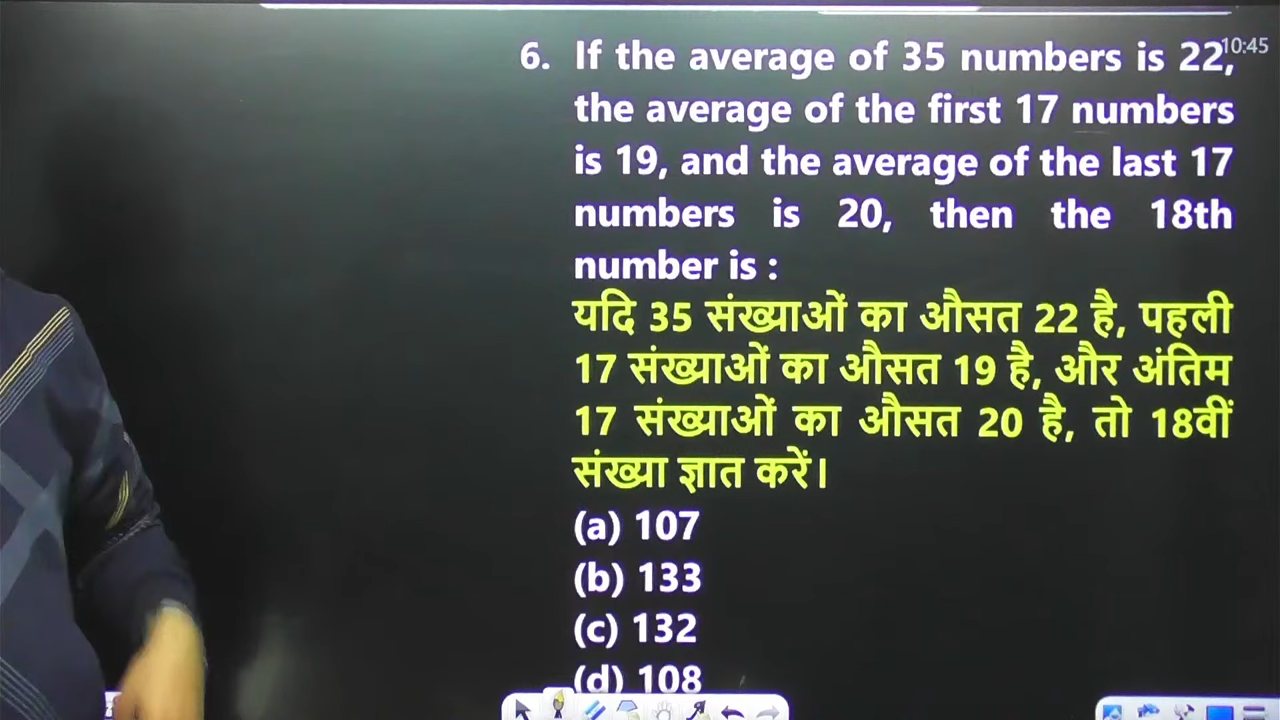 10:45
6. If the average of 35 numbers is 22,
the average of the first 17 numbers
is 19, and the average of the last 17
numbers is 20, then the 18th
number is :
यदि 35 संख्याओं का औसत 22 है, पहली
17 संख्याओं का औसत 19 है, और अंतिम
17 संख्याओं का औसत 20 है, तो 18वीं
संख्या ज्ञात करें।
(a) 107
(b) 133
(c) 132
(d) 108